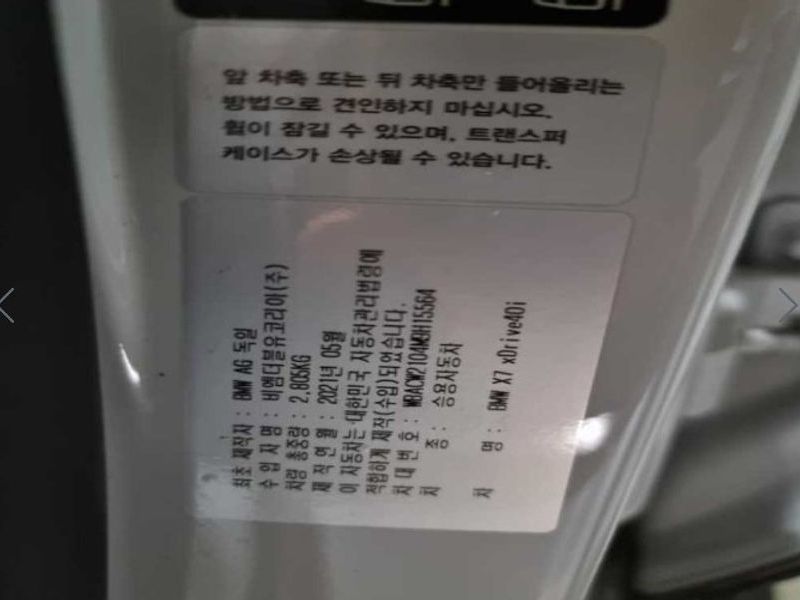 앞 차축 또는 뒤 차축만 들어올리는
방법으로 견인하지 마십시오.
휠이 잠길 수 있으며, 트랜스퍼
케이스가 손상될 수 있습니다.
최초 제작자 : BMW AG 독일
수 입 자 명 : 비엠더블유코리아(주)
차량 총중량 : 2,805KG
제 작 연 월 : 2021년 05월
이 자동차는 대한민국 자동차관리법령에
적합하게 제작(수입)되었습니다.
차 대 번 호 :
차 종 : 승용자동차
차 명 : BMW X7 xDrive40i